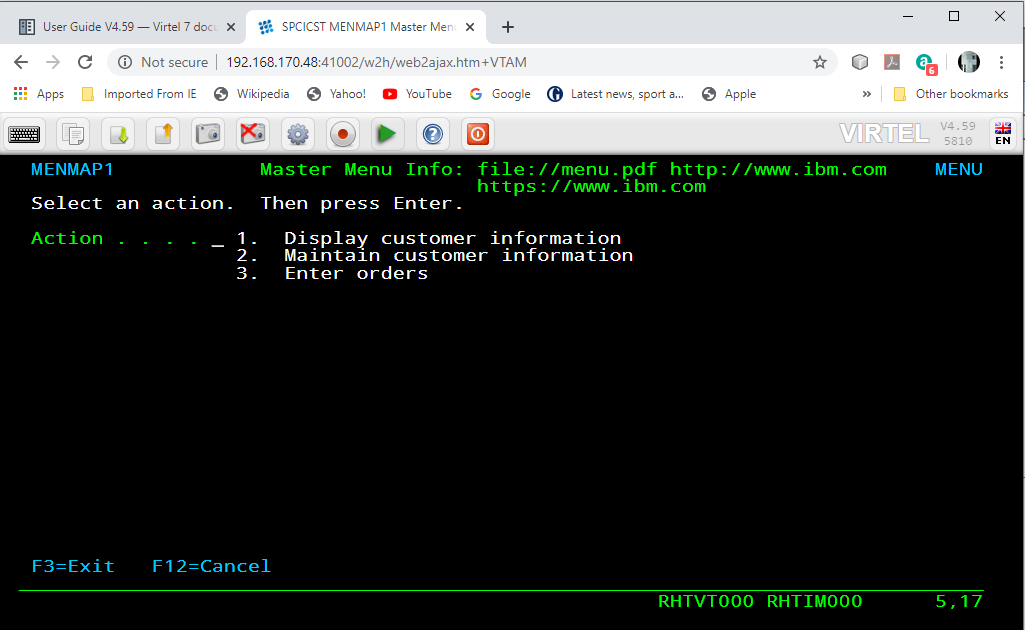 User Guide V4.59 — Virtel 7 docu
SPCICST MENMAP1 Master Men
Not secure | 192.168.170.48:41002/w2h/web2ajax.htm+VTAM
6
Apps Imported From IE Wikipedia Yahoo! YouTube Google Latest news, sport a... Apple » Other bookmarks
VIRTEL V4.59 5810 EN
MENMAP1 Master Menu Info: file://menu.pdf http://www.ibm.com MENU
https://www.ibm.com
Select an action. Then press Enter.
Action . . . . _ 1. Display customer information
2. Maintain customer information
3. Enter orders
F3=Exit F12=Cancel
RHTVT000 RHTIM000 5,17